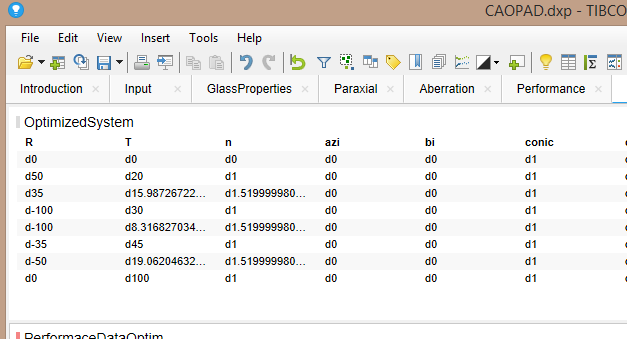 CAOPAD.dxp - TIBCO
File Edit View Insert Tools Help
Introduction Input GlassProperties Paraxial Aberration Performance
OptimizedSystem
R T n azi bi conic
d0 d0 d0 d0 d0 d1
d50 d20 d1 d0 d0 d1
d35 d15.98726722... d1.519999980... d0 d0 d1
d-100 d30 d1 d0 d0 d1
d-100 d8.316827034... d1.519999980... d0 d0 d1
d-35 d45 d1 d0 d0 d1
d-50 d19.06204632... d1.519999980... d0 d0 d1
d0 d100 d1 d0 d0 d1
PerformaceDataOptim